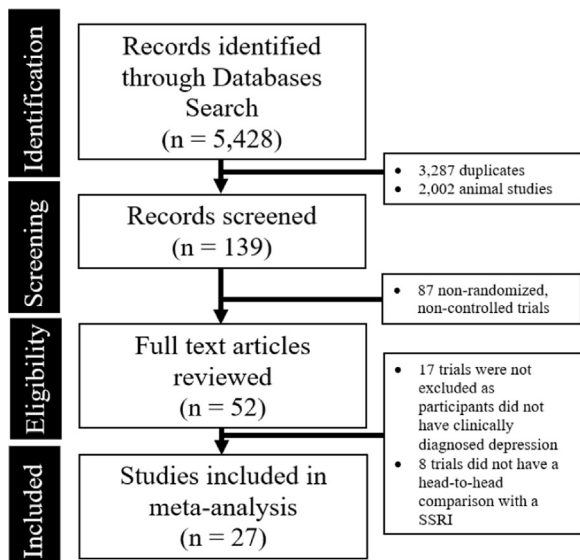 Identification
Records identified
through Databases
Search
(n = 5,428)
• 3,287 duplicates
• 2,002 animal studies
Screening
Records screened
(n = 139)
• 87 non-randomized,
non-controlled trials
Eligibility
Full text articles
reviewed
(n = 52)
• 17 trials were not
excluded as
participants did not
have clinically
diagnosed depression
• 8 trials did not have a
head-to-head
comparison with a
SSRI
Included
Studies included in
meta-analysis
(n = 27)